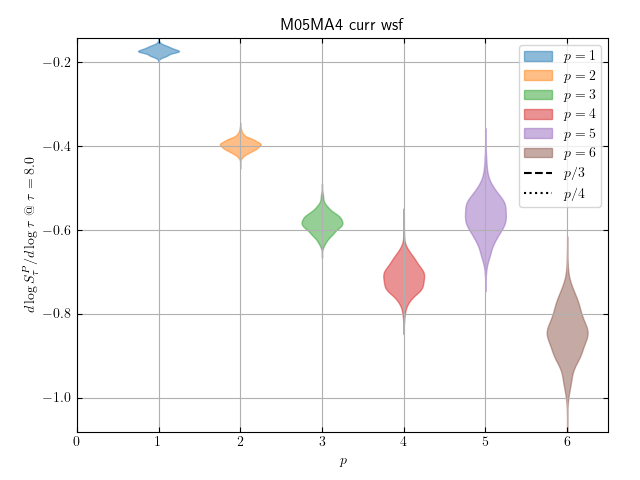 M05MA4 curr wsf
d log S_τ^P / d log τ @ τ = 8.0
−0.2
−0.4
−0.6
−0.8
−1.0
p = 1
p = 2
p = 3
p = 4
p = 5
p = 6
p/3
p/4
0 1 2 3 4 5 6
p